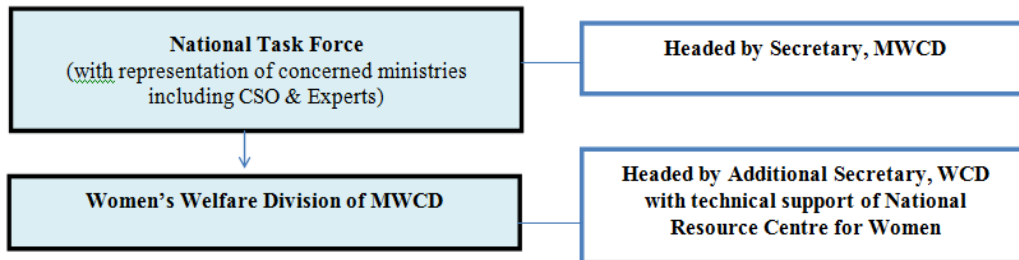 National Task Force
(with representation of concerned ministries
including CSO & Experts)
Headed by Secretary, MWCD
Women’s Welfare Division of MWCD
Headed by Additional Secretary, WCD
with technical support of National
Resource Centre for Women